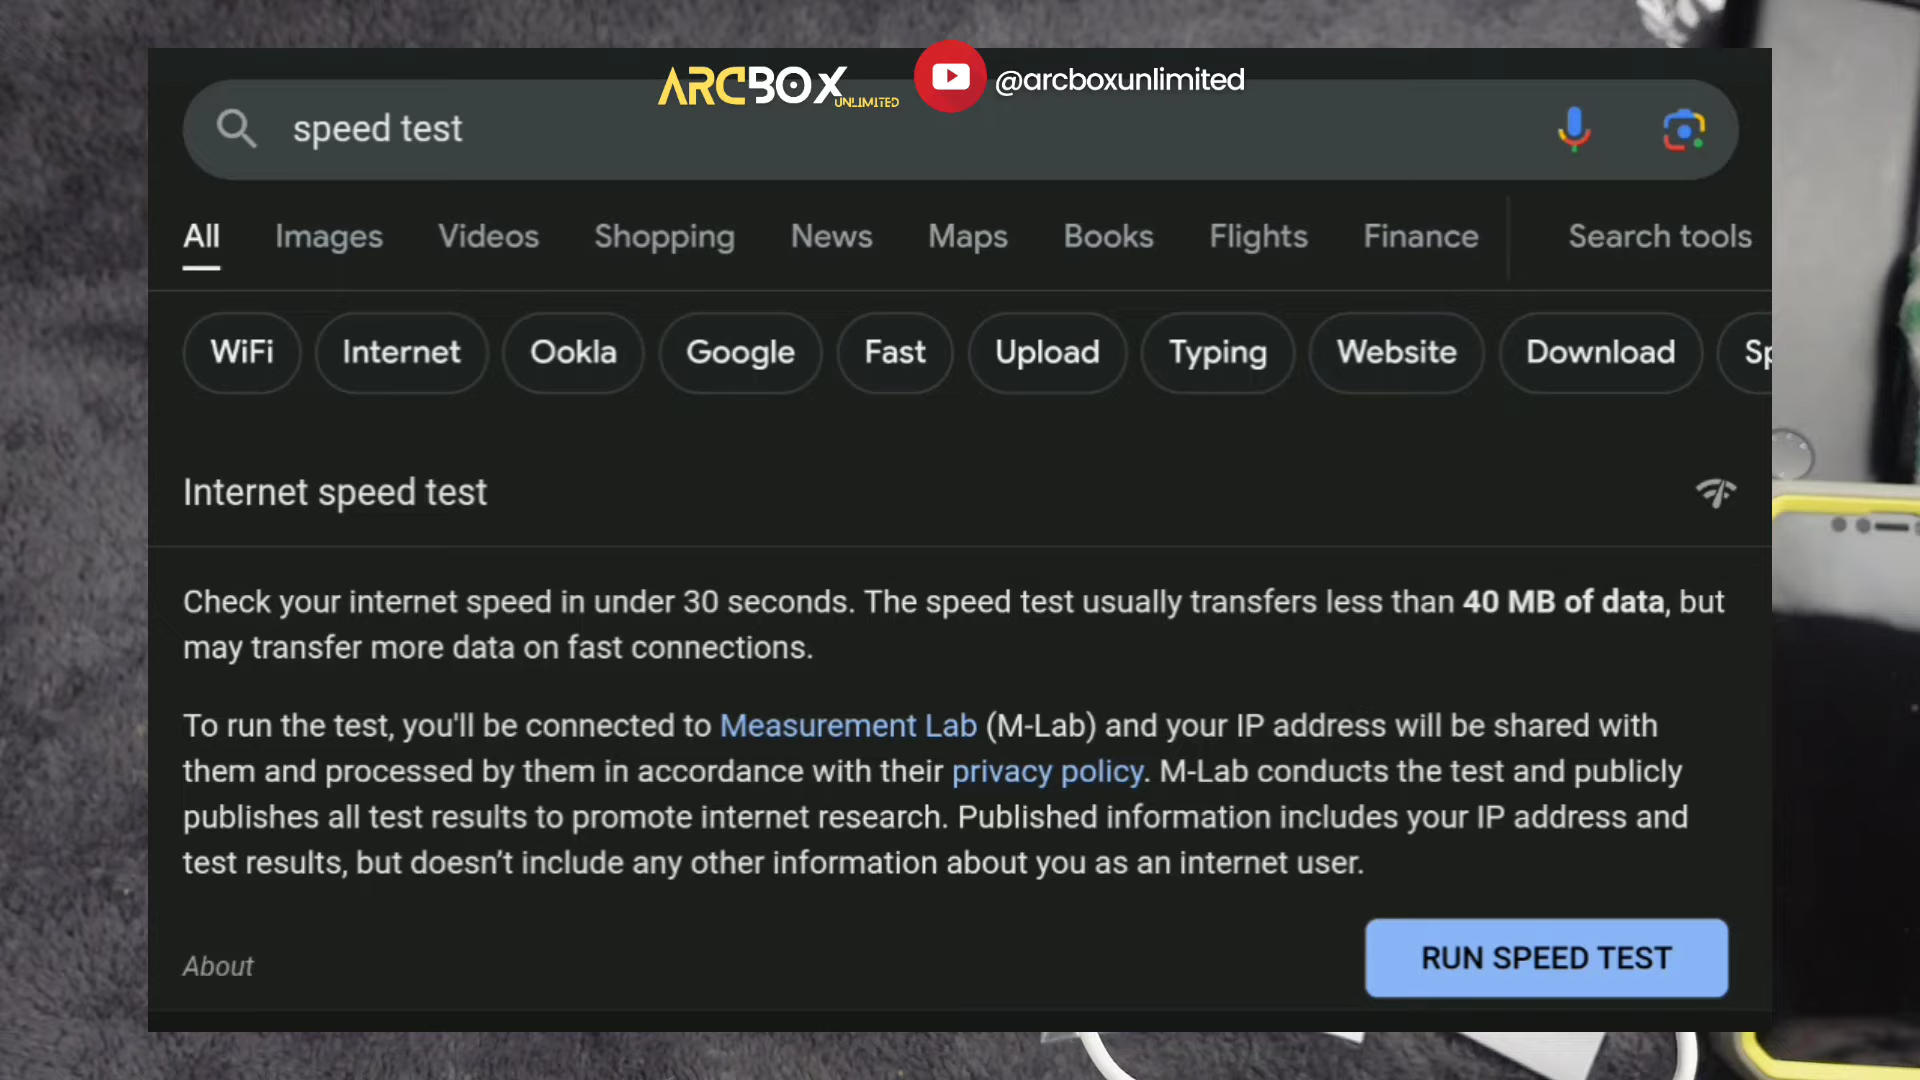 ARCBOX
UNLIMITED
@arcboxunlimited
speed test
All Images Videos Shopping News Maps Books Flights Finance Search tools
WiFi Internet Ookla Google Fast Upload Typing Website Download Sp
Internet speed test
Check your internet speed in under 30 seconds. The speed test usually transfers less than 40 MB of data, but
may transfer more data on fast connections.
To run the test, you'll be connected to Measurement Lab (M-Lab) and your IP address will be shared with
them and processed by them in accordance with their privacy policy. M-Lab conducts the test and publicly
publishes all test results to promote internet research. Published information includes your IP address and
test results, but doesn’t include any other information about you as an internet user.
About
RUN SPEED TEST